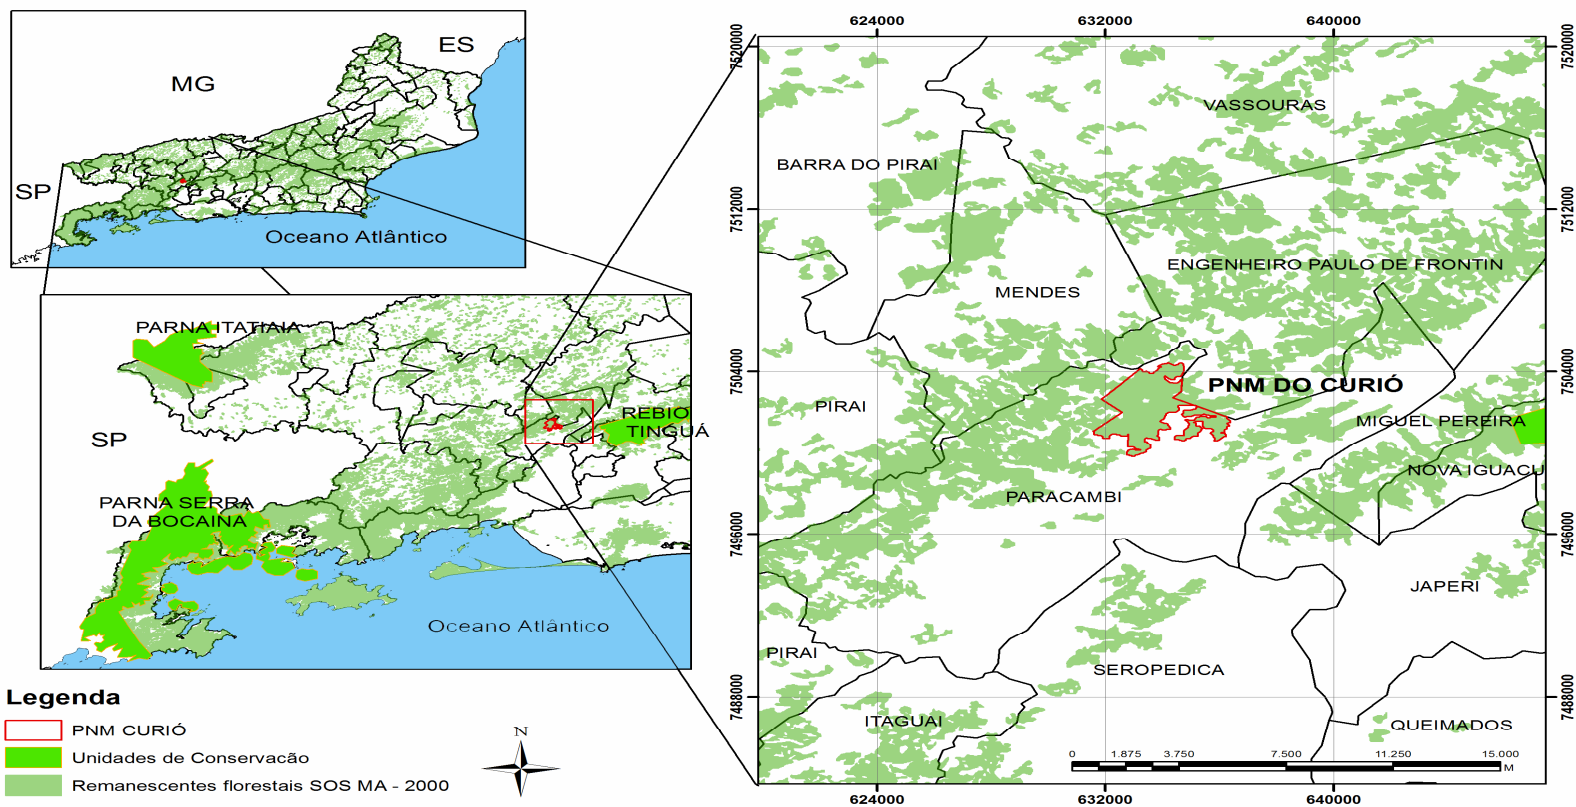 ES
MG
SP
Oceano Atlântico
PARNA ITATIAIA
SP
REBIO
TINGUÁ
PARNA SERRA
DA BOCAINA
Oceano Atlântico
Legenda
PNM CURIÓ
Unidades de Conservacão
Remanescentes florestais SOS MA - 2000
N
624000
632000
640000
7520000
7520000
VASSOURAS
BARRA DO PIRAI
7512000
7512000
ENGENHEIRO PAULO DE FRONTIN
MENDES
7504000
7504000
PNM DO CURIÓ
PIRAI
MIGUEL PEREIRA
NOVA IGUACU
PARACAMBI
7496000
7496000
JAPERI
PIRAI
SEROPEDICA
7488000
7488000
ITAGUAI
QUEIMADOS
0 1.875 3.750 7.500 11.250 15.000
M
624000
632000
640000